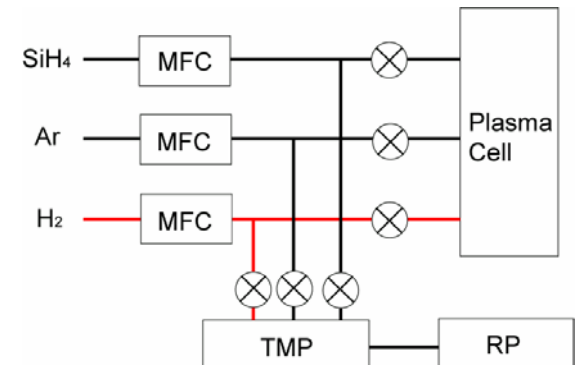 SiH4 MFC
Ar MFC
Plasma
Cell
H2 MFC
TMP RP